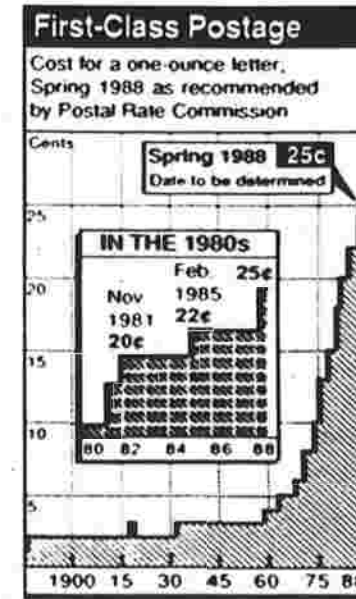 First-Class Postage
Cost for a one-ounce letter,
Spring 1988 as recommended
by Postal Rate Commission
Cents
Spring 1988 25¢
Date to be determined
25
20
15
10
5
IN THE 1980s
Feb. 25¢
Nov 1985
1981 22¢
20¢
80 82 84 86 88
1900 15 30 45 60 75